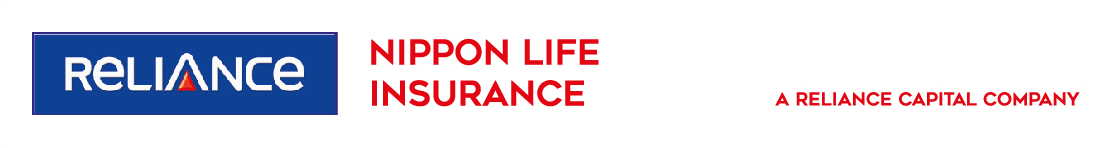 RELIANCE
NIPPON LIFE
INSURANCE
A RELIANCE CAPITAL COMPANY